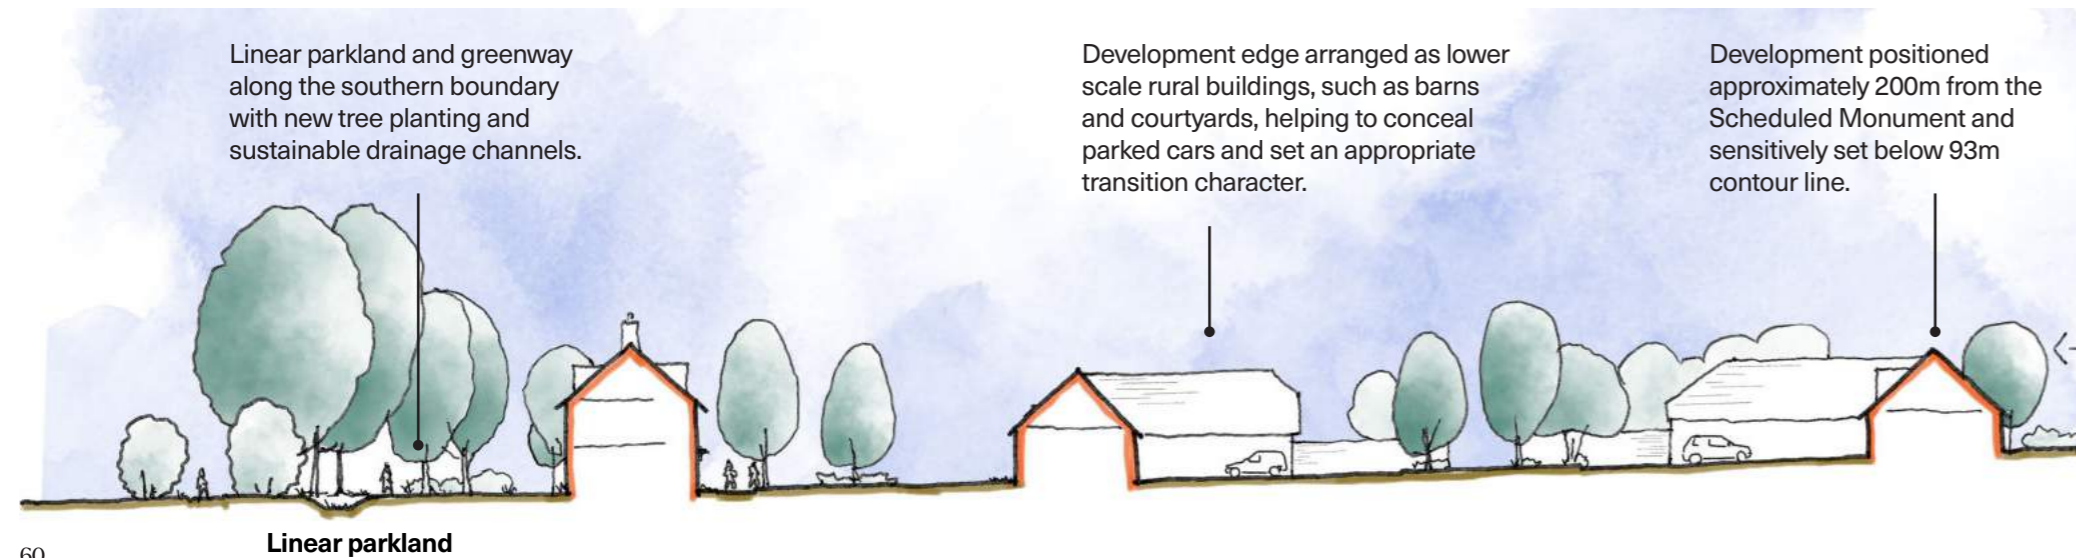 Linear parkland and greenway
along the southern boundary
with new tree planting and
sustainable drainage channels.
Development edge arranged as lower
scale rural buildings, such as barns
and courtyards, helping to conceal
parked cars and set an appropriate
transition character.
Development positioned
approximately 200m from the
Scheduled Monument and
sensitively set below 93m
contour line.
Linear parkland
60